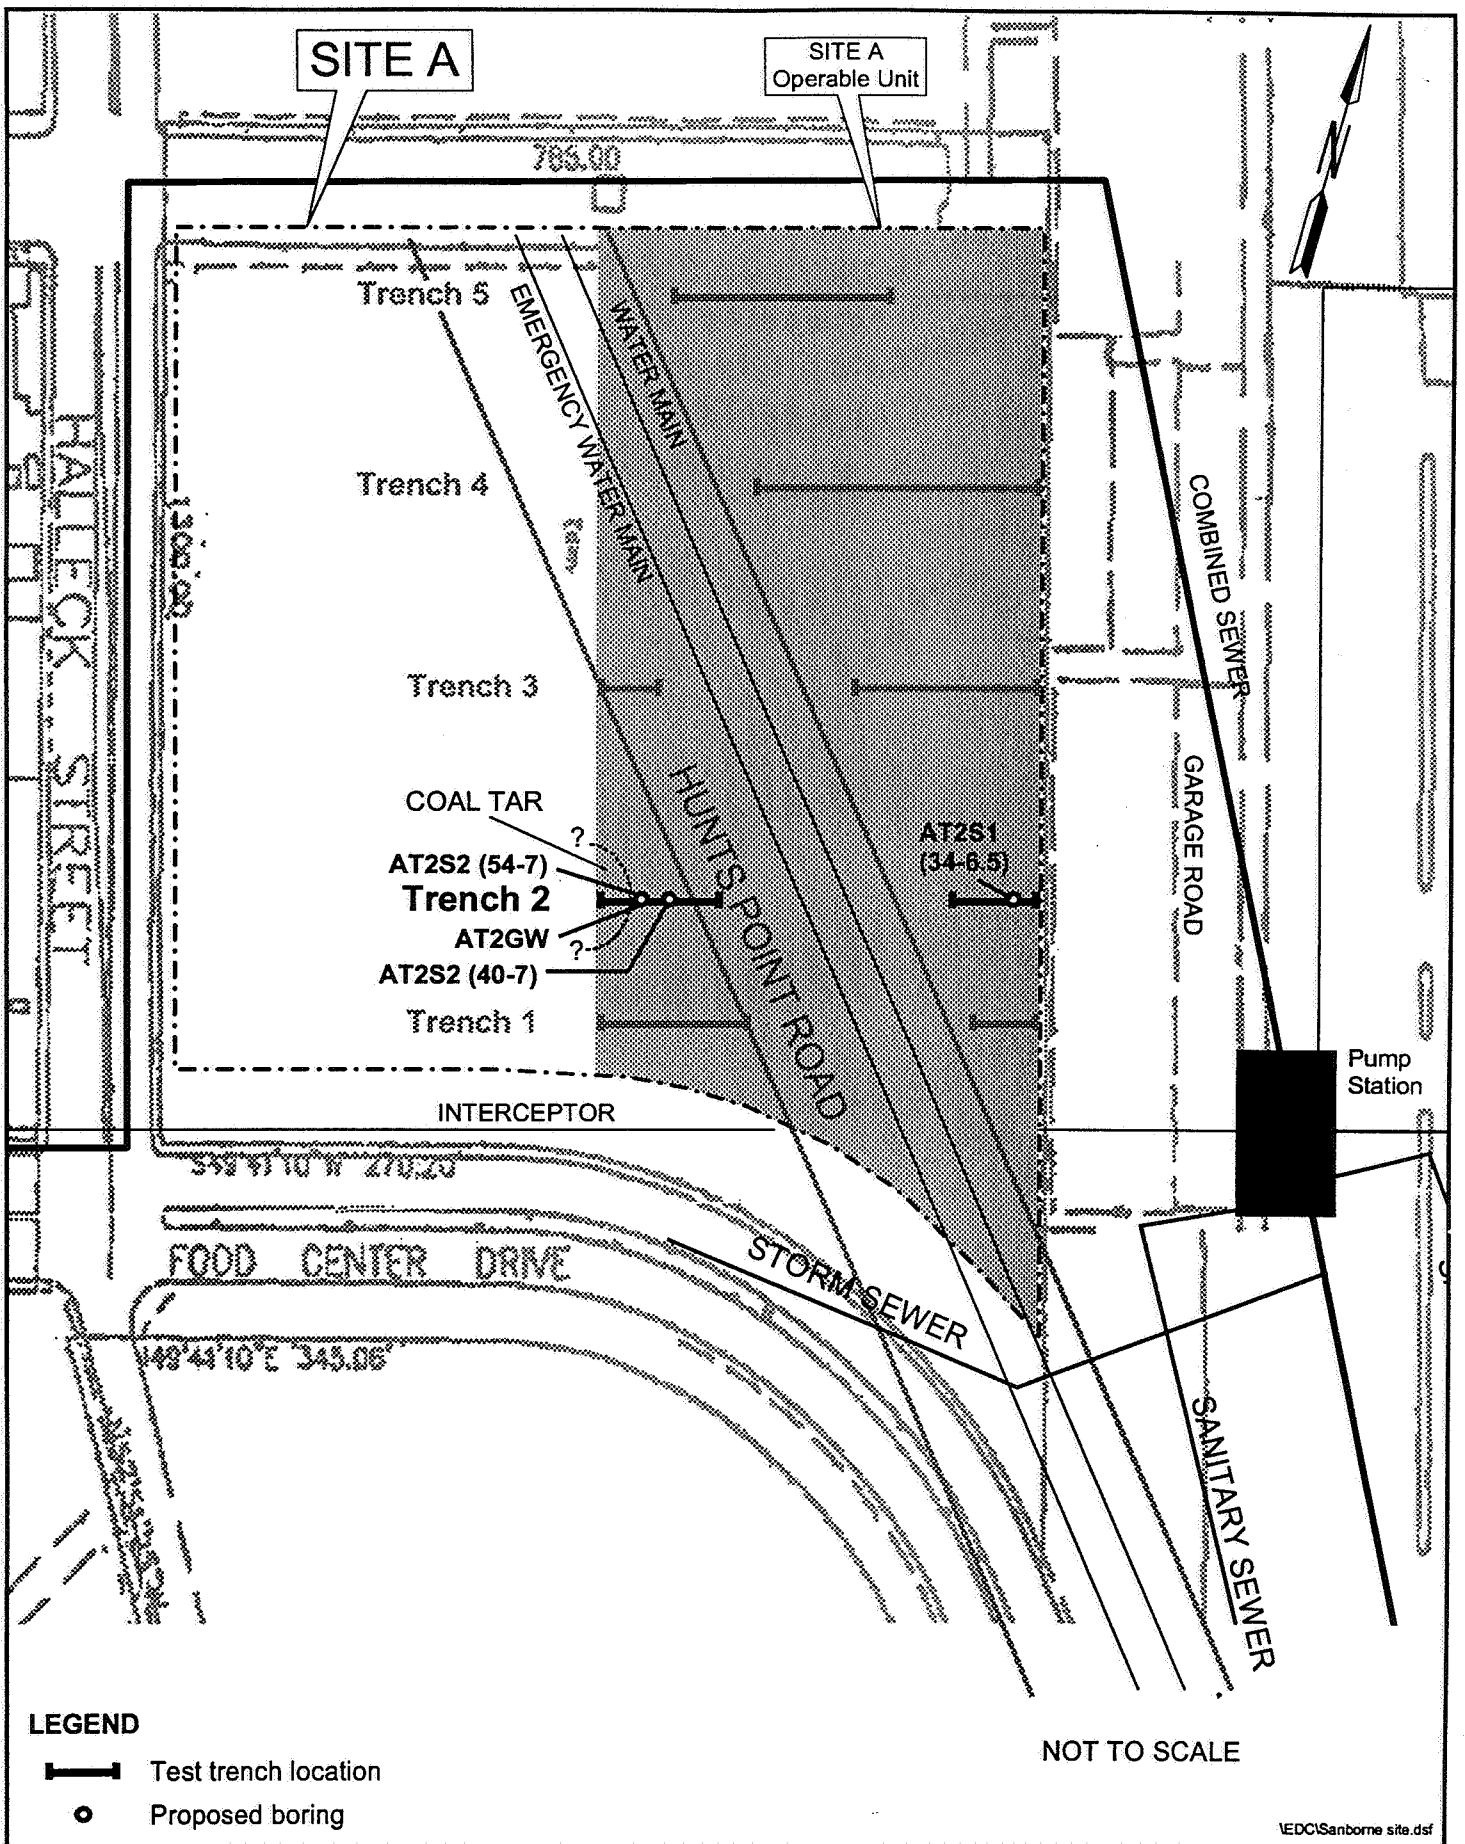 SITE A
SITE A
Operable Unit
N
785.00
Trench 5
EMERGENCY WATER MAIN
WATER MAIN
HALLECK STREET
Trench 4
COMBINED SEWER
Trench 3
GARAGE ROAD
HUNTS POINT ROAD
COAL TAR
?
AT2S1
(34-6.5)
AT2S2 (54-7)
Trench 2
AT2GW
?
AT2S2 (40-7)
Trench 1
Pump
Station
INTERCEPTOR
FOOD CENTER DRIVE
STORM SEWER
SANITARY SEWER
LEGEND
Test trench location
Proposed boring
NOT TO SCALE
\EDC\Sanborne site.dsf